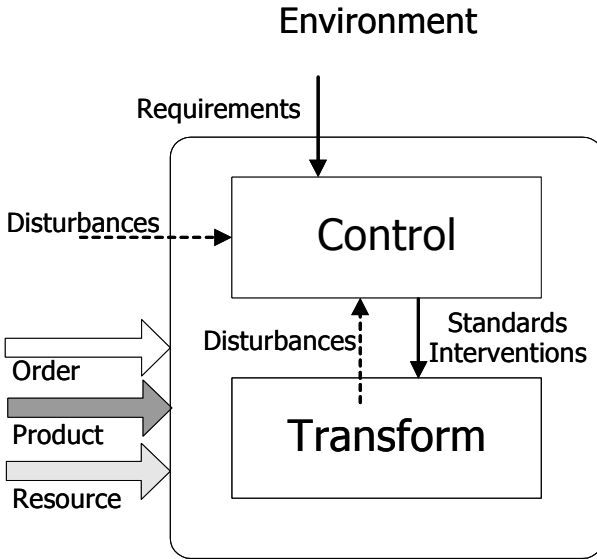 Environment
Requirements
Disturbances
Control
Disturbances
Standards
Interventions
Order
Product
Transform
Resource